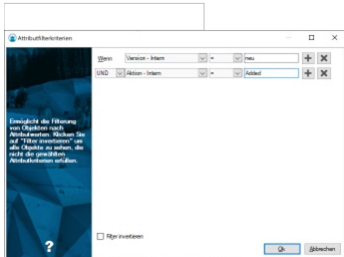 Attributfilterkriterien
Wenn Version - Intern = neu
UND Aktion - Intern = Added
Ermöglicht die Filterung
von Objekten nach
Attributwerten. Klicken Sie
auf "Filter invertieren" um
alle Objekte zu sehen, die
nicht die gewählten
Attributkriterien erfüllen.
Filter invertieren
?
Ok Abbrechen